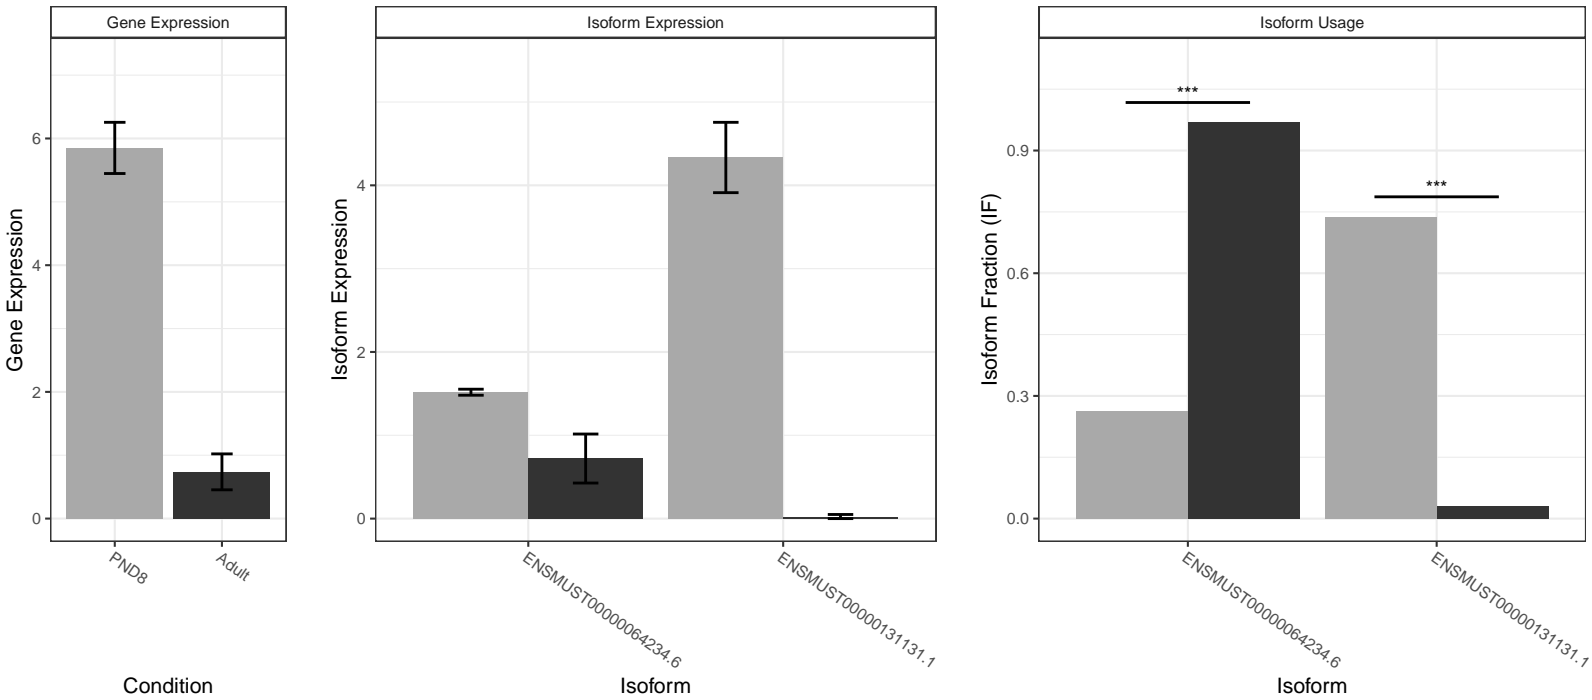 Gene Expression
Isoform Expression
Isoform Usage
Gene Expression
6
4
2
0
PND8
Adult
Condition
Isoform Expression
4
2
0
ENSMUST00000064234.6
ENSMUST00000131131.1
Isoform
Isoform Fraction (IF)
0.9
0.6
0.3
0.0
***
***
ENSMUST00000064234.6
ENSMUST00000131131.1
Isoform